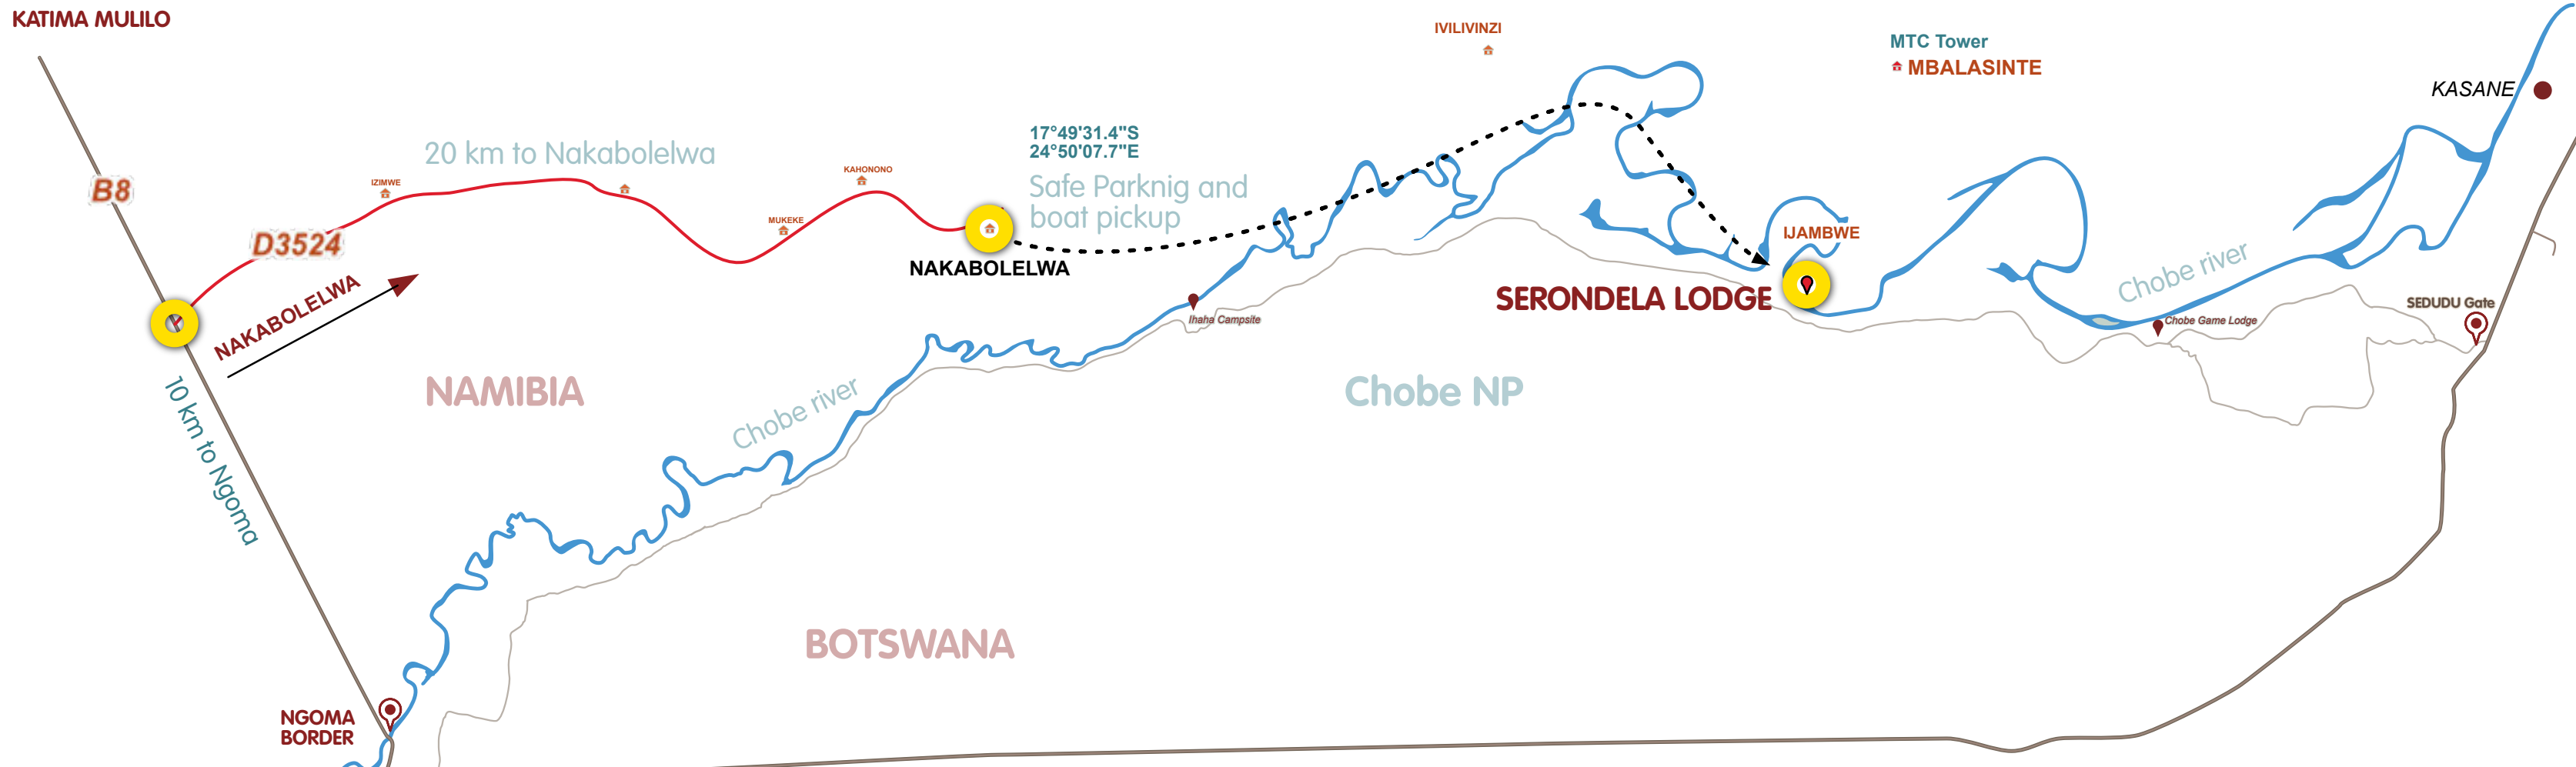 KATIMA MULILO
IVILIVINZI
MTC Tower
MBALASINTE
KASANE
B8
20 km to Nakabolelwa
17°49'31.4"S
24°50'07.7"E
Safe Parknig and
boat pickup
IZIMWE
KAHONONO
MUKEKE
D3524
NAKABOLELWA
NAKABOLELWA
IJAMBWE
SERONDELA LODGE
Chobe river
SEDUDU Gate
Ihaha Campsite
Chobe Game Lodge
10 km to Ngoma
NAMIBIA
Chobe river
Chobe NP
BOTSWANA
NGOMA
BORDER